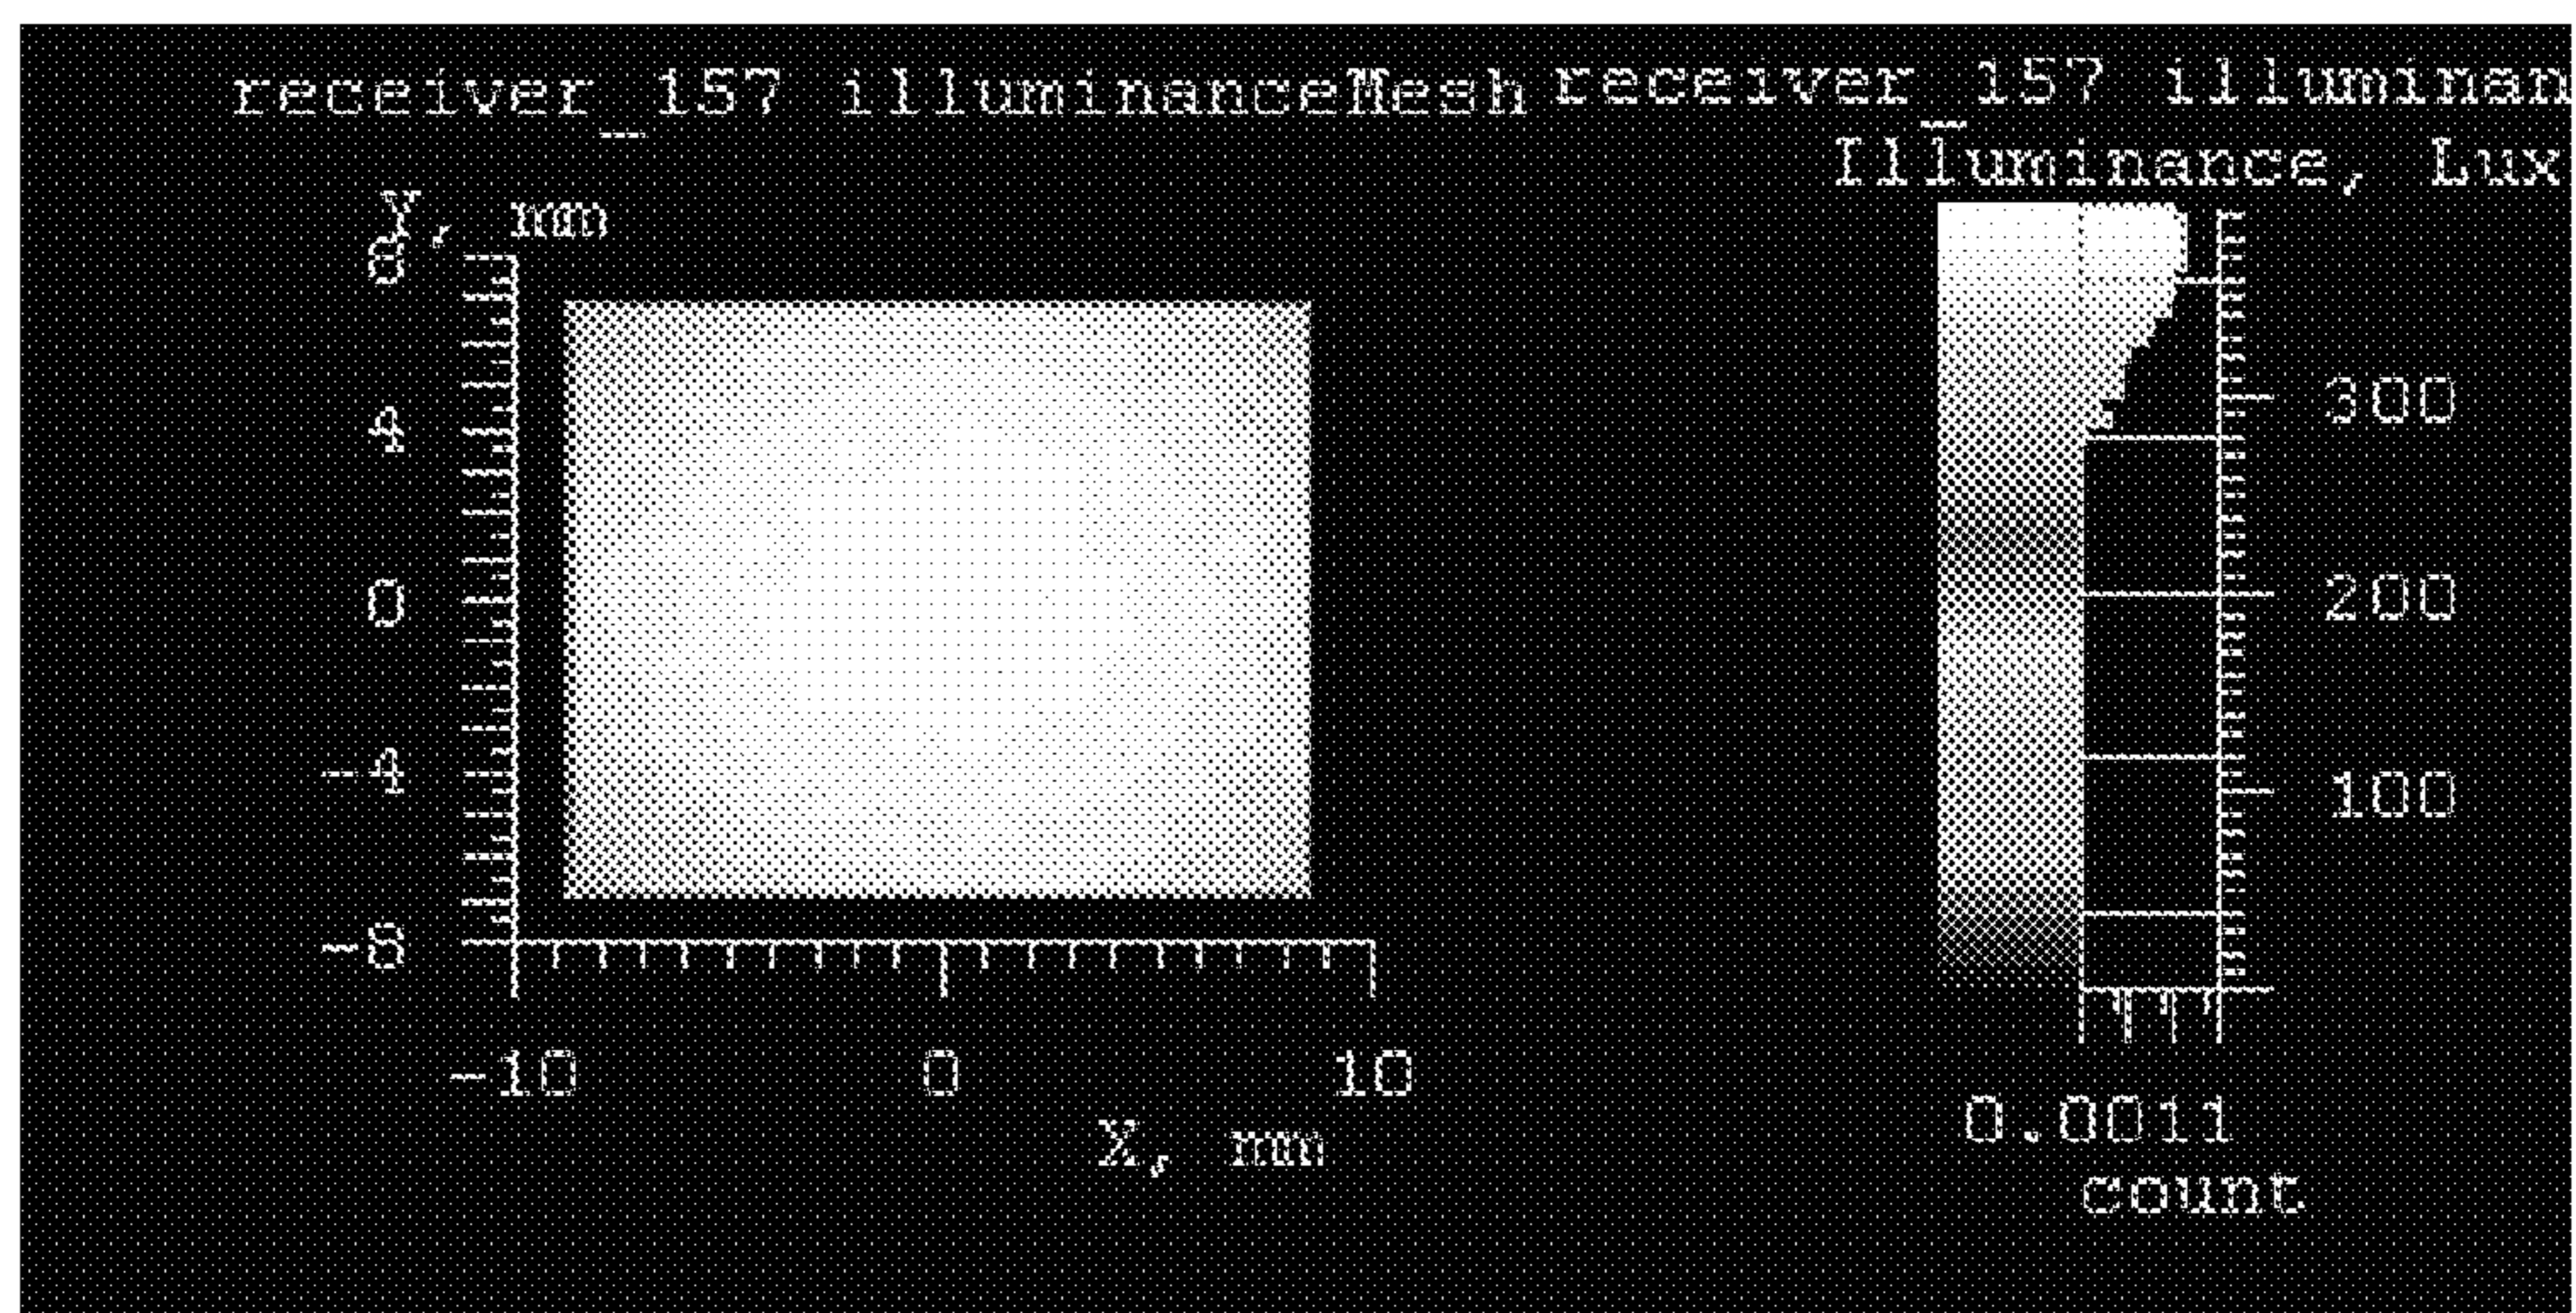 receiver_157 illuminanceMesh
receiver_157 illuminan
Illuminance, Lux
Y, mm
8
4
0
-4
-8
-10 0 10
X, mm
300
200
100
0.0011
count